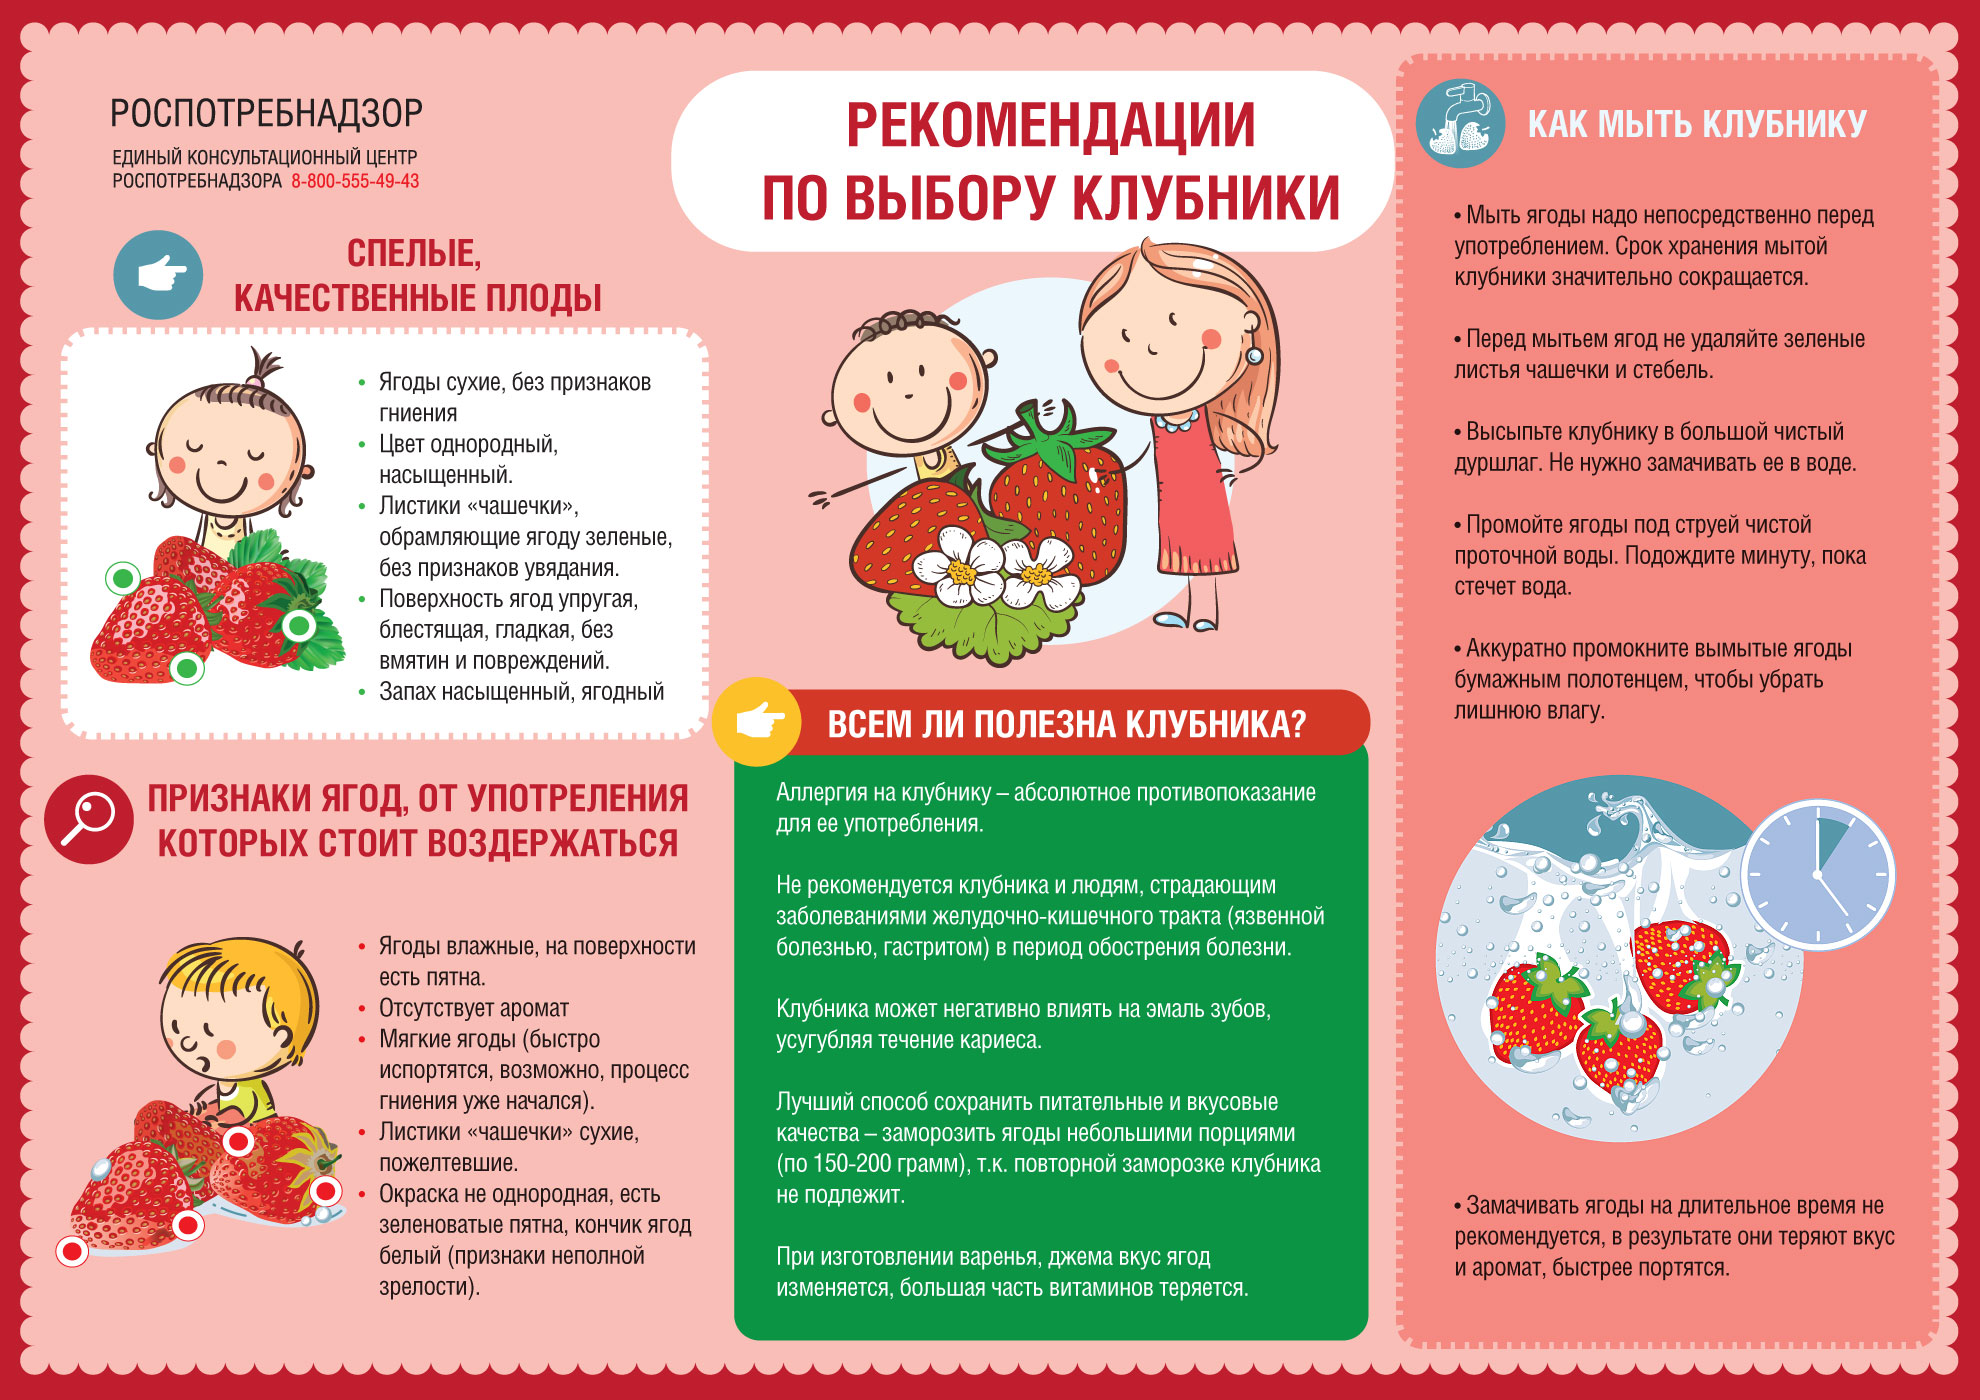 РОСПОТРЕБНАДЗОР
ЕДИНЫЙ КОНСУЛЬТАЦИОННЫЙ ЦЕНТР
РОСПОТРЕБНАДЗОРА 8-800-555-49-43
РЕКОМЕНДАЦИИ
ПО ВЫБОРУ КЛУБНИКИ
СПЕЛЫЕ,
КАЧЕСТВЕННЫЕ ПЛОДЫ
• Ягоды сухие, без признаков
гниения
• Цвет однородный,
насыщенный.
• Листики «чашечки»,
обрамляющие ягоду зеленые,
без признаков увядания.
• Поверхность ягод упругая,
блестящая, гладкая, без
вмятин и повреждений.
• Запах насыщенный, ягодный
ПРИЗНАКИ ЯГОД, ОТ УПОТРЕЛЕНИЯ
КОТОРЫХ СТОИТ ВОЗДЕРЖАТЬСЯ
• Ягоды влажные, на поверхности
есть пятна.
• Отсутствует аромат
• Мягкие ягоды (быстро
испортятся, возможно, процесс
гниения уже начался).
• Листики «чашечки» сухие,
пожелтевшие.
• Окраска не однородная, есть
зеленоватые пятна, кончик ягод
белый (признаки неполной
зрелости).
ВСЕМ ЛИ ПОЛЕЗНА КЛУБНИКА?
Аллергия на клубнику – абсолютное противопоказание
для ее употребления.
Не рекомендуется клубника и людям, страдающим
заболеваниями желудочно-кишечного тракта (язвенной
болезнью, гастритом) в период обострения болезни.
Клубника может негативно влиять на эмаль зубов,
усугубляя течение кариеса.
Лучший способ сохранить питательные и вкусовые
качества – заморозить ягоды небольшими порциями
(по 150-200 грамм), т.к. повторной заморозке клубника
не подлежит.
При изготовлении варенья, джема вкус ягод
изменяется, большая часть витаминов теряется.
КАК МЫТЬ КЛУБНИКУ
• Мыть ягоды надо непосредственно перед
употреблением. Срок хранения мытой
клубники значительно сокращается.
• Перед мытьем ягод не удаляйте зеленые
листья чашечки и стебель.
• Высыпьте клубнику в большой чистый
дуршлаг. Не нужно замачивать ее в воде.
• Промойте ягоды под струей чистой
проточной воды. Подождите минуту, пока
стечет вода.
• Аккуратно промокните вымытые ягоды
бумажным полотенцем, чтобы убрать
лишнюю влагу.
• Замачивать ягоды на длительное время не
рекомендуется, в результате они теряют вкус
и аромат, быстрее портятся.